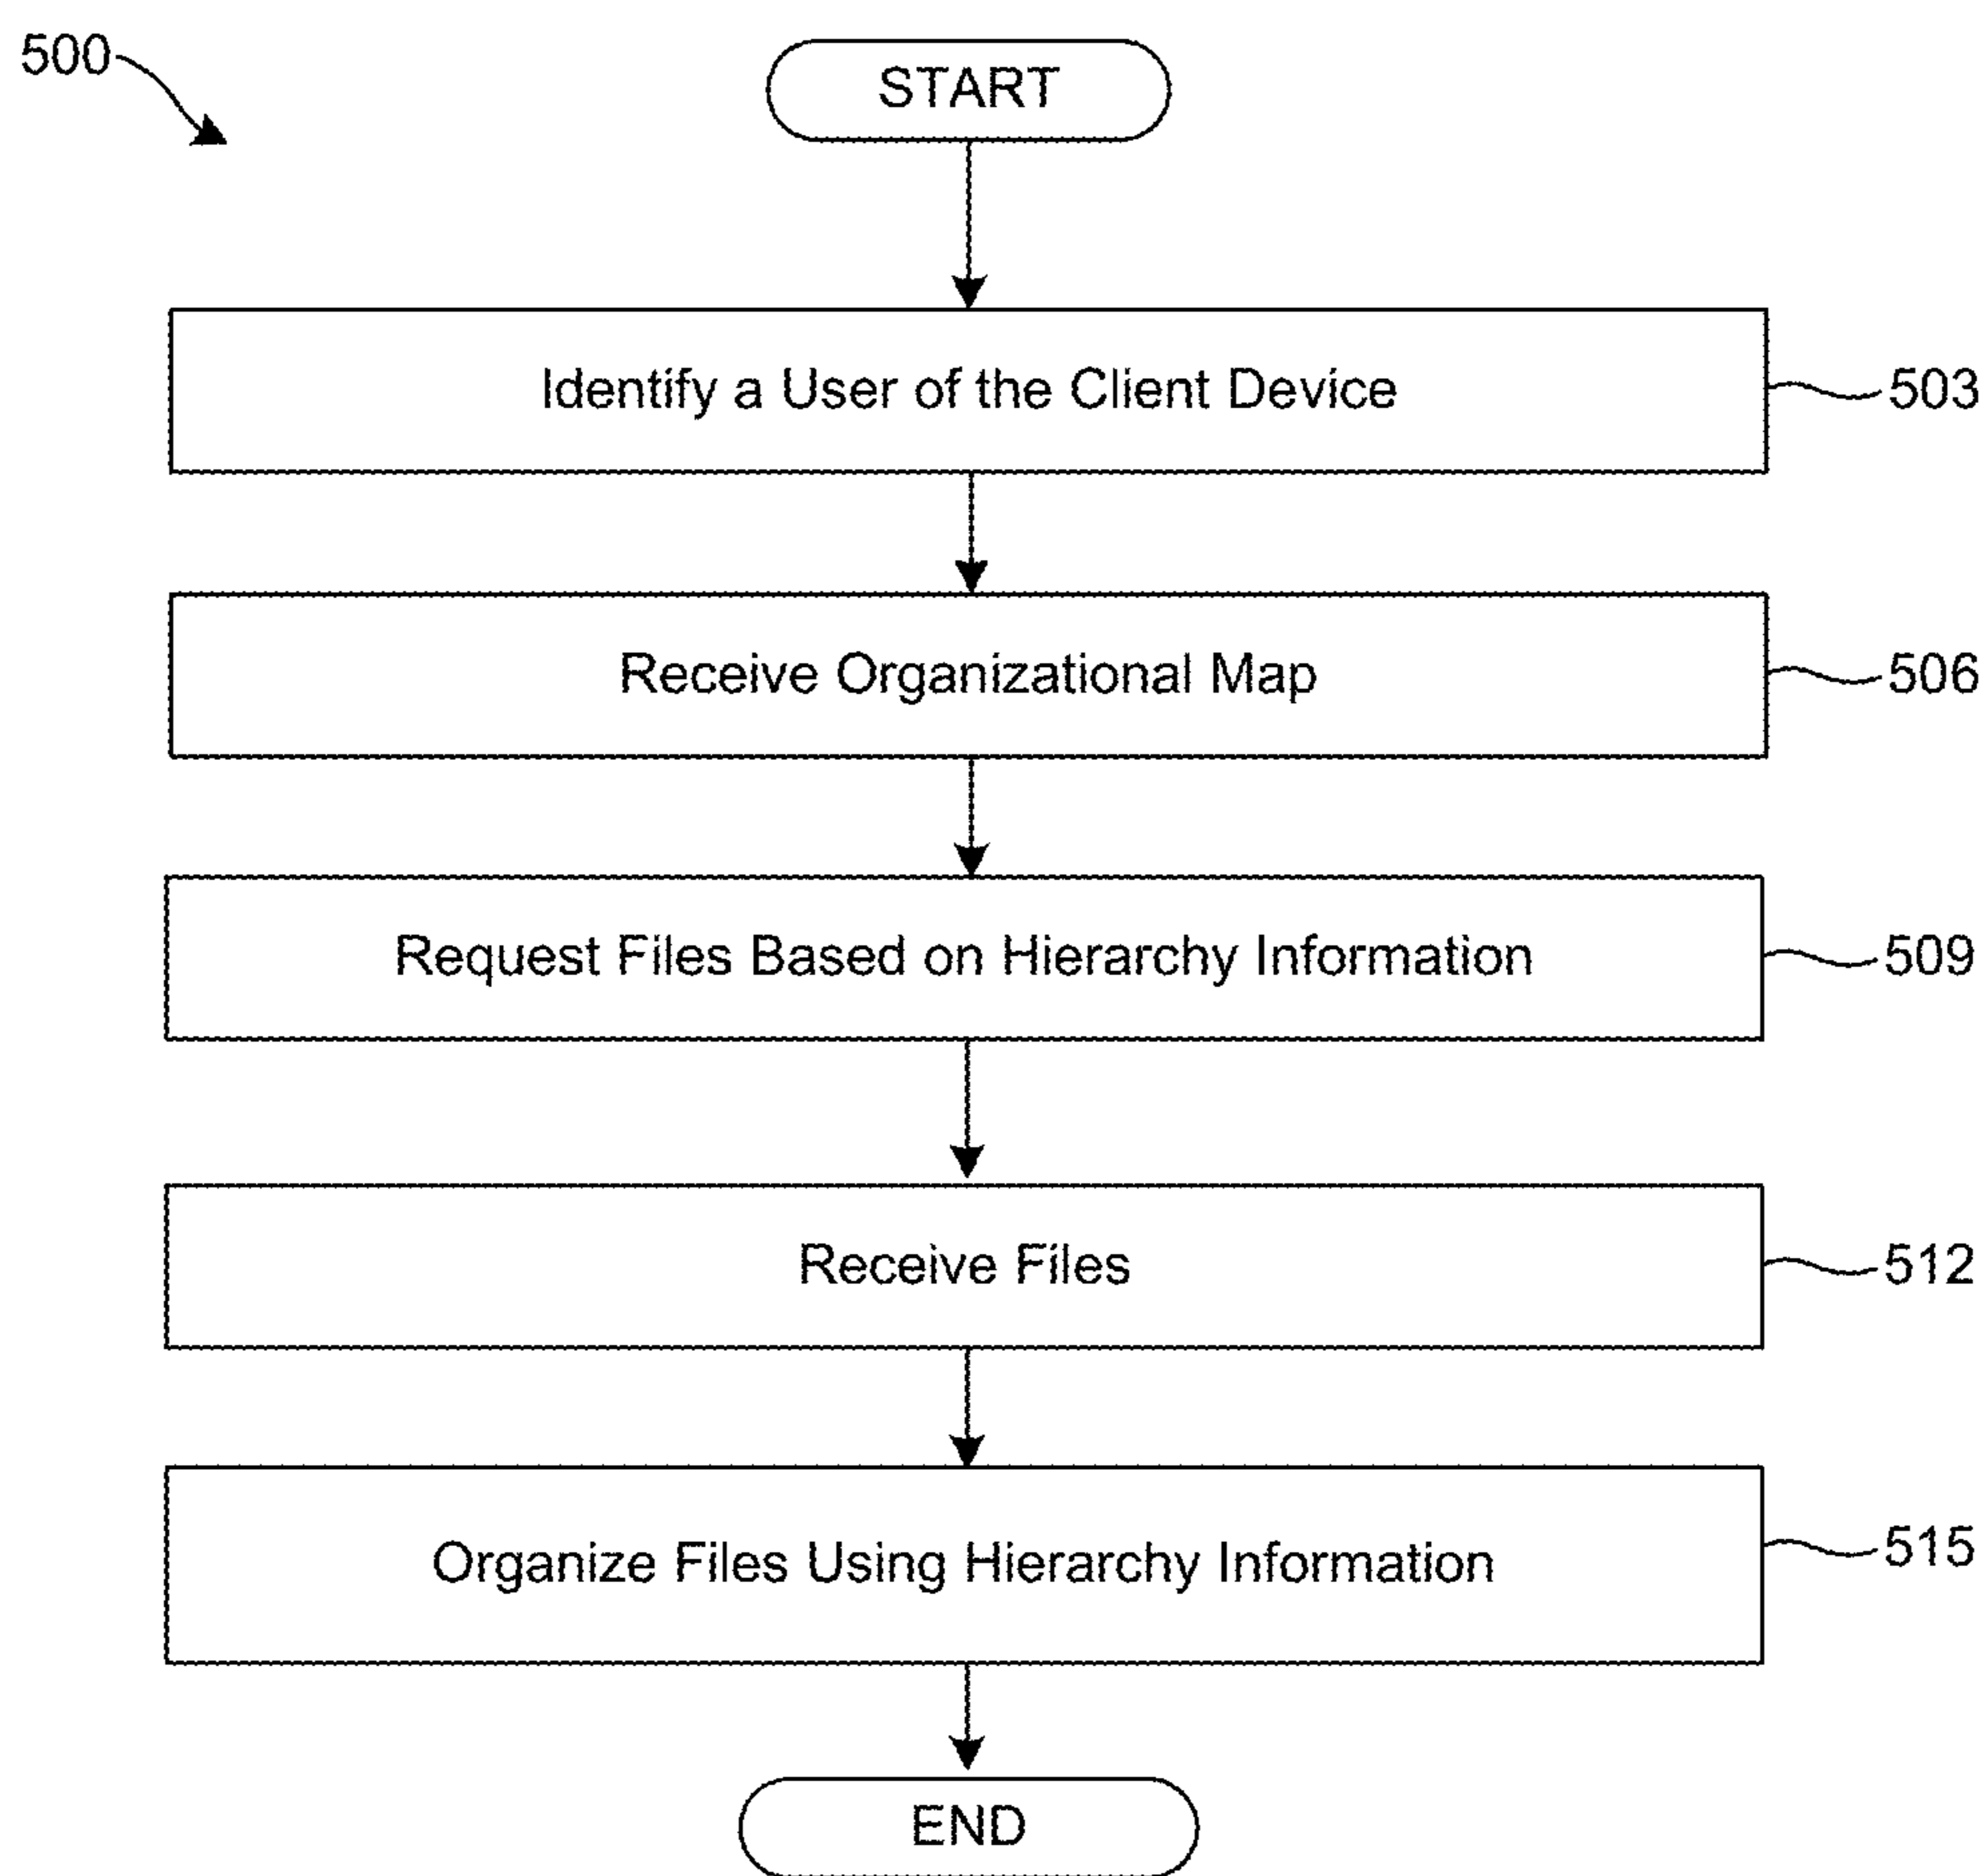 500
START
Identify a User of the Client Device
503
Receive Organizational Map
506
Request Files Based on Hierarchy Information
509
Receive Files
512
Organize Files Using Hierarchy Information
515
END